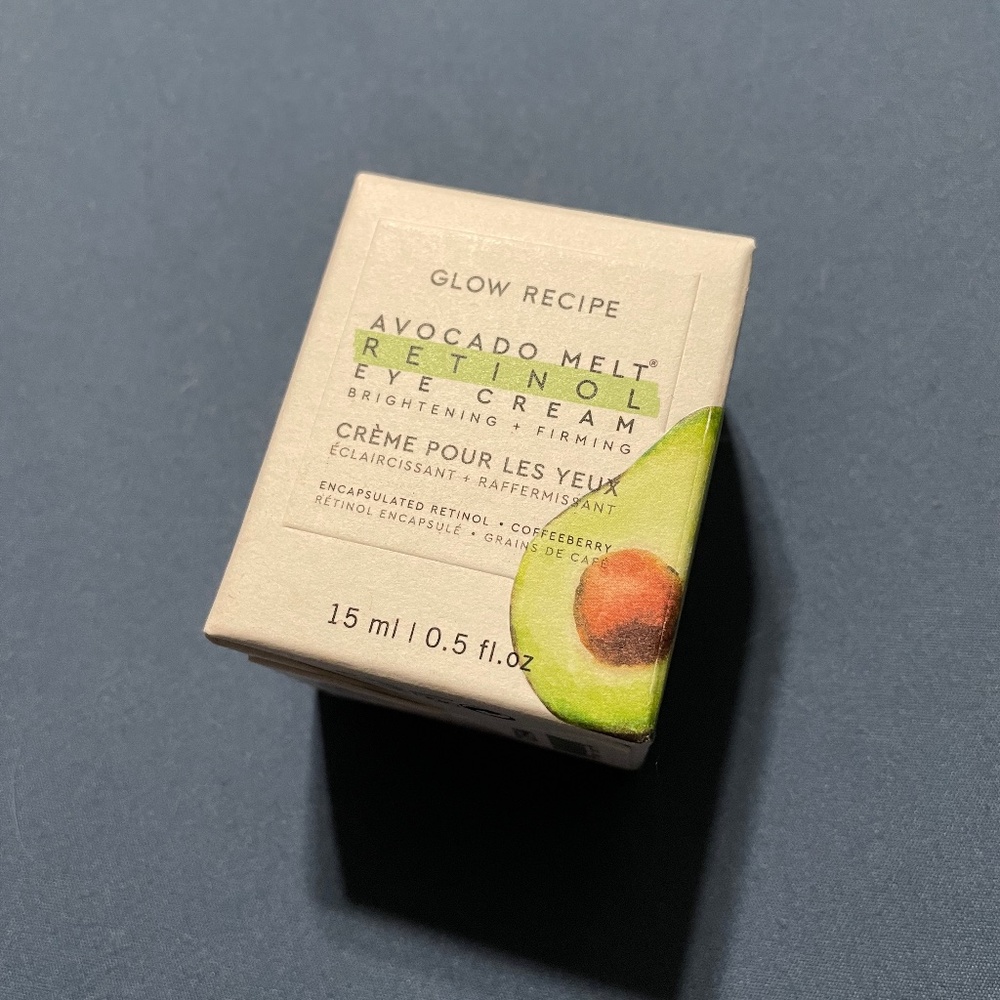 GLOW RECIPE
AVOCADO MELT®
RETINOL
EYE CREAM
BRIGHTENING + FIRMING
CRÈME POUR LES YEUX
ÉCLAIRCISSANT + RAFFERMISSANT
ENCAPSULATED RETINOL • COFFEEBERRY
RÉTINOL ENCAPSULÉ • GRAINS DE CAFÉ
15 ml | 0.5 fl.oz